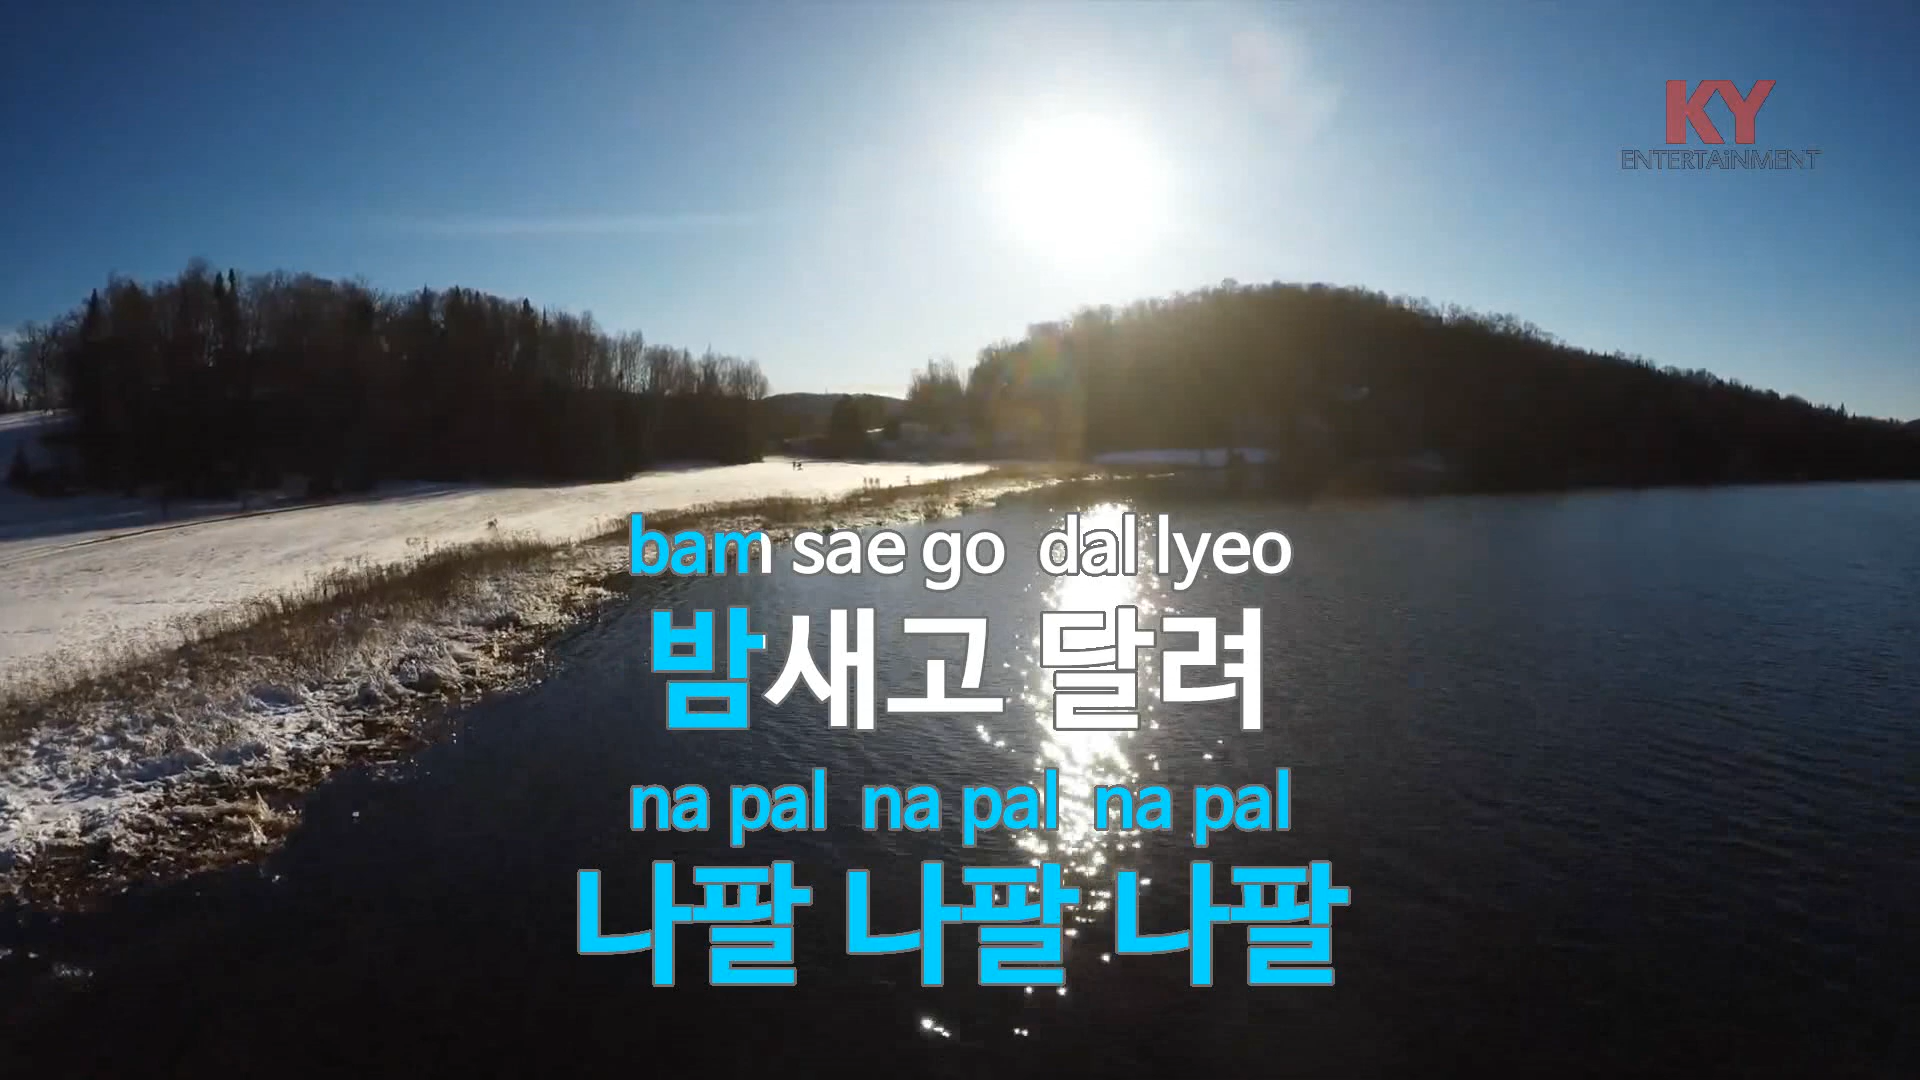 KY
ENTERTAiNMENT
bam sae go dal lyeo
밤새고 달려
na pal na pal na pal
나팔 나팔 나팔